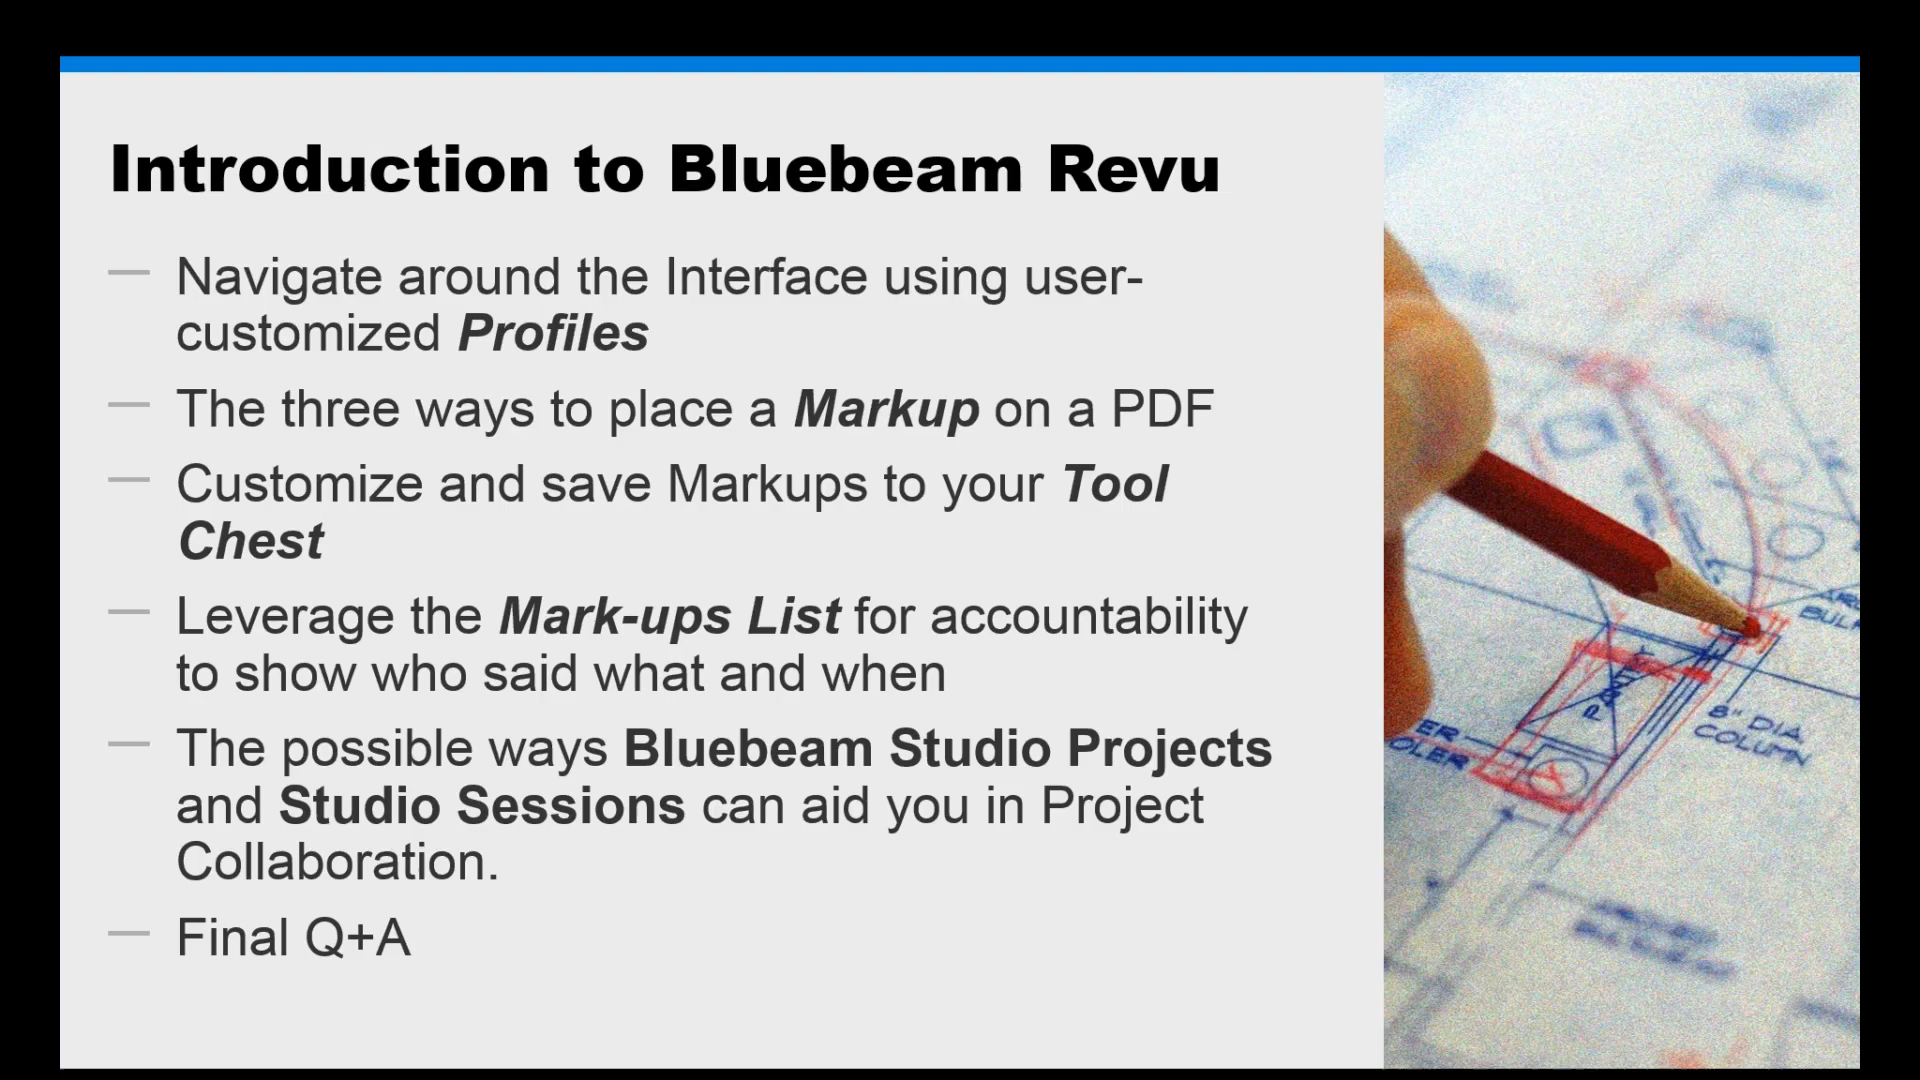 Introduction to Bluebeam Revu
— Navigate around the Interface using user-
customized Profiles
— The three ways to place a Markup on a PDF
— Customize and save Markups to your Tool
Chest
— Leverage the Mark-ups List for accountability
to show who said what and when
— The possible ways Bluebeam Studio Projects
and Studio Sessions can aid you in Project
Collaboration.
— Final Q+A
8" DIA.
COLUMN